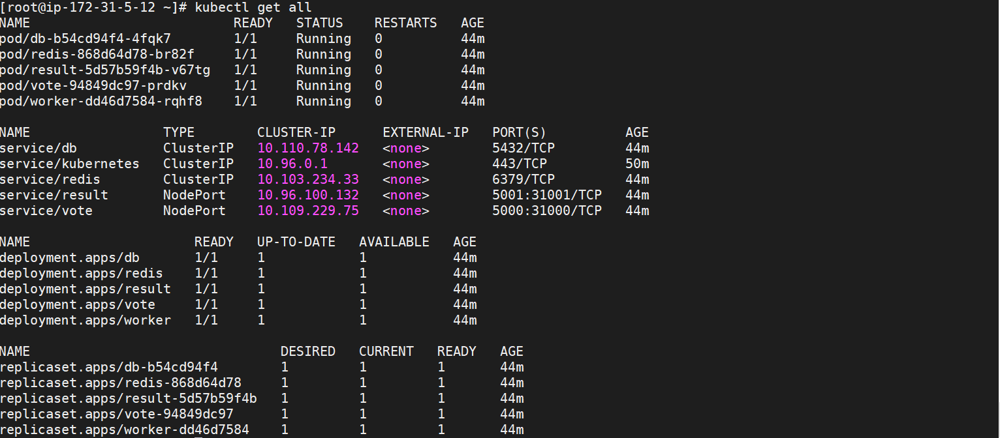 [root@ip-172-31-5-12 ~]# kubectl get all
NAME                          READY   STATUS    RESTARTS   AGE
pod/db-b54cd94f4-4fqk7        1/1     Running   0          44m
pod/redis-868d64d78-br82f     1/1     Running   0          44m
pod/result-5d57b59f4b-v67tg   1/1     Running   0          44m
pod/vote-94849dc97-prdkv      1/1     Running   0          44m
pod/worker-dd46d7584-rqhf8    1/1     Running   0          44m

NAME                 TYPE        CLUSTER-IP      EXTERNAL-IP   PORT(S)          AGE
service/db           ClusterIP   10.110.78.142   <none>        5432/TCP         44m
service/kubernetes   ClusterIP   10.96.0.1       <none>        443/TCP          50m
service/redis        ClusterIP   10.103.234.33   <none>        6379/TCP         44m
service/result       NodePort    10.96.100.132   <none>        5001:31001/TCP   44m
service/vote         NodePort    10.109.229.75   <none>        5000:31000/TCP   44m

NAME                     READY   UP-TO-DATE   AVAILABLE   AGE
deployment.apps/db       1/1     1            1           44m
deployment.apps/redis    1/1     1            1           44m
deployment.apps/result   1/1     1            1           44m
deployment.apps/vote     1/1     1            1           44m
deployment.apps/worker   1/1     1            1           44m

NAME                                DESIRED   CURRENT   READY   AGE
replicaset.apps/db-b54cd94f4        1         1         1       44m
replicaset.apps/redis-868d64d78     1         1         1       44m
replicaset.apps/result-5d57b59f4b   1         1         1       44m
replicaset.apps/vote-94849dc97      1         1         1       44m
replicaset.apps/worker-dd46d7584    1         1         1       44m